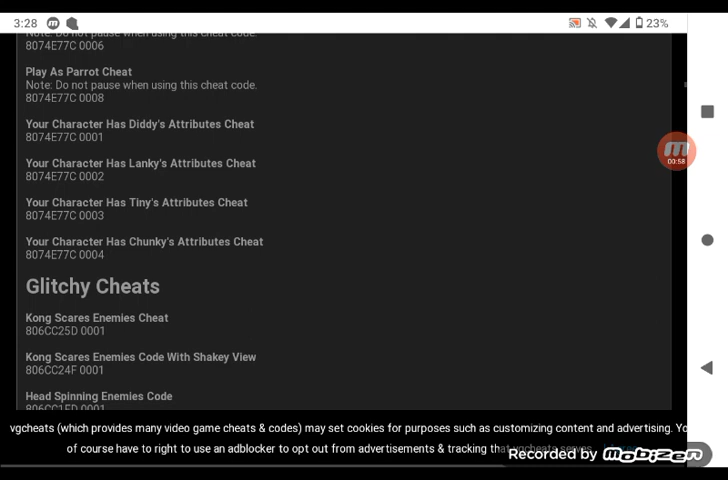 3:28
23%
Note: Do not pause when using this cheat code.
8074E77C 0006
Play As Parrot Cheat
Note: Do not pause when using this cheat code.
8074E77C 0008
Your Character Has Diddy's Attributes Cheat
8074E77C 0001
Your Character Has Lanky's Attributes Cheat
8074E77C 0002
Your Character Has Tiny's Attributes Cheat
8074E77C 0003
Your Character Has Chunky's Attributes Cheat
8074E77C 0004
00:58
Glitchy Cheats
Kong Scares Enemies Cheat
806CC25D 0001
Kong Scares Enemies Code With Shakey View
806CC24F 0001
Head Spinning Enemies Code
806CC1FD 0001
vgcheats (which provides many video game cheats & codes) may set cookies for purposes such as customizing content and advertising.
of course have to right to use an adblocker to opt out from advertisements & tracking that vgcheats serves.
Recorded by mobizen